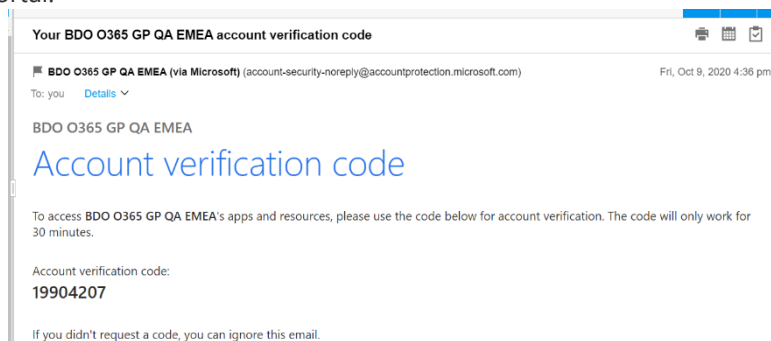 Your BDO O365 GP QA EMEA account verification code
BDO O365 GP QA EMEA (via Microsoft) (account-security-noreply@accountprotection.microsoft.com) Fri, Oct 9, 2020 4:36 pm
To: you Details
BDO O365 GP QA EMEA
Account verification code
To access BDO O365 GP QA EMEA's apps and resources, please use the code below for account verification. The code will only work for
30 minutes.
Account verification code:
19904207
If you didn't request a code, you can ignore this email.